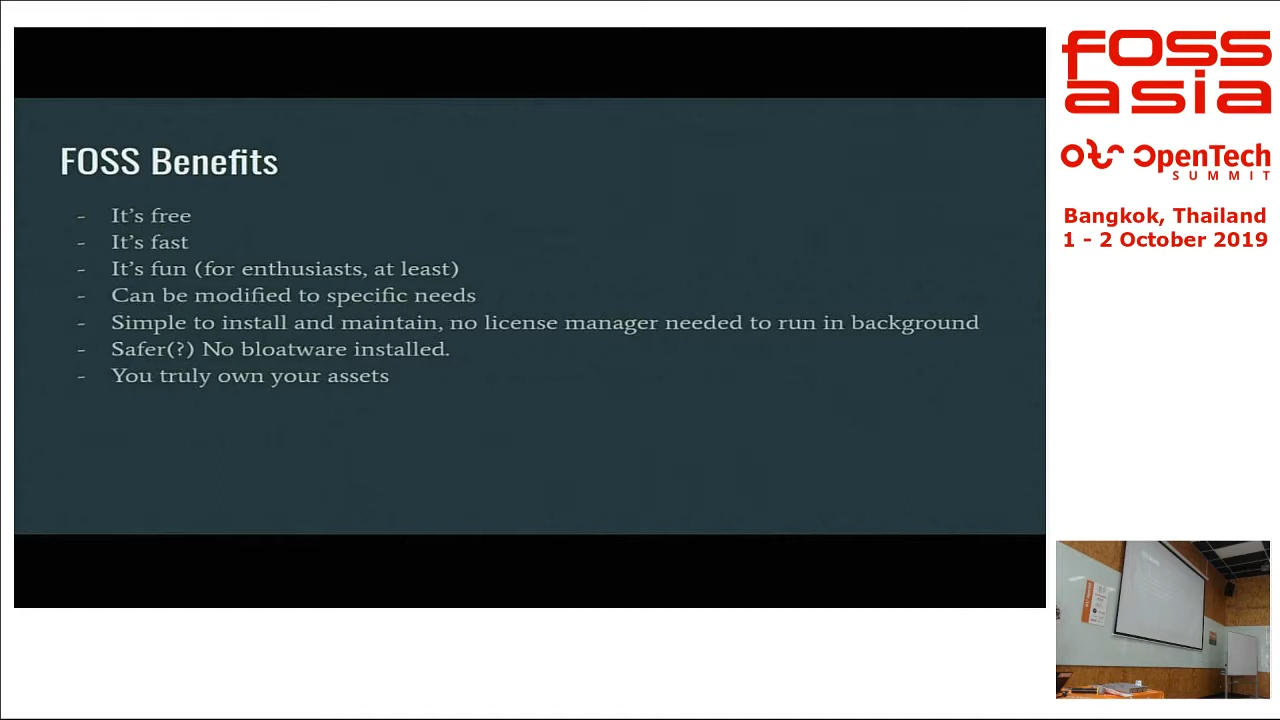 FOSS Benefits
- It's free
- It's fast
- It's fun (for enthusiasts, at least)
- Can be modified to specific needs
- Simple to install and maintain, no license manager needed to run in background
- Safer(?) No bloatware installed.
- You truly own your assets
foss
asia
OpenTech
SUMMIT
Bangkok, Thailand
1 - 2 October 2019